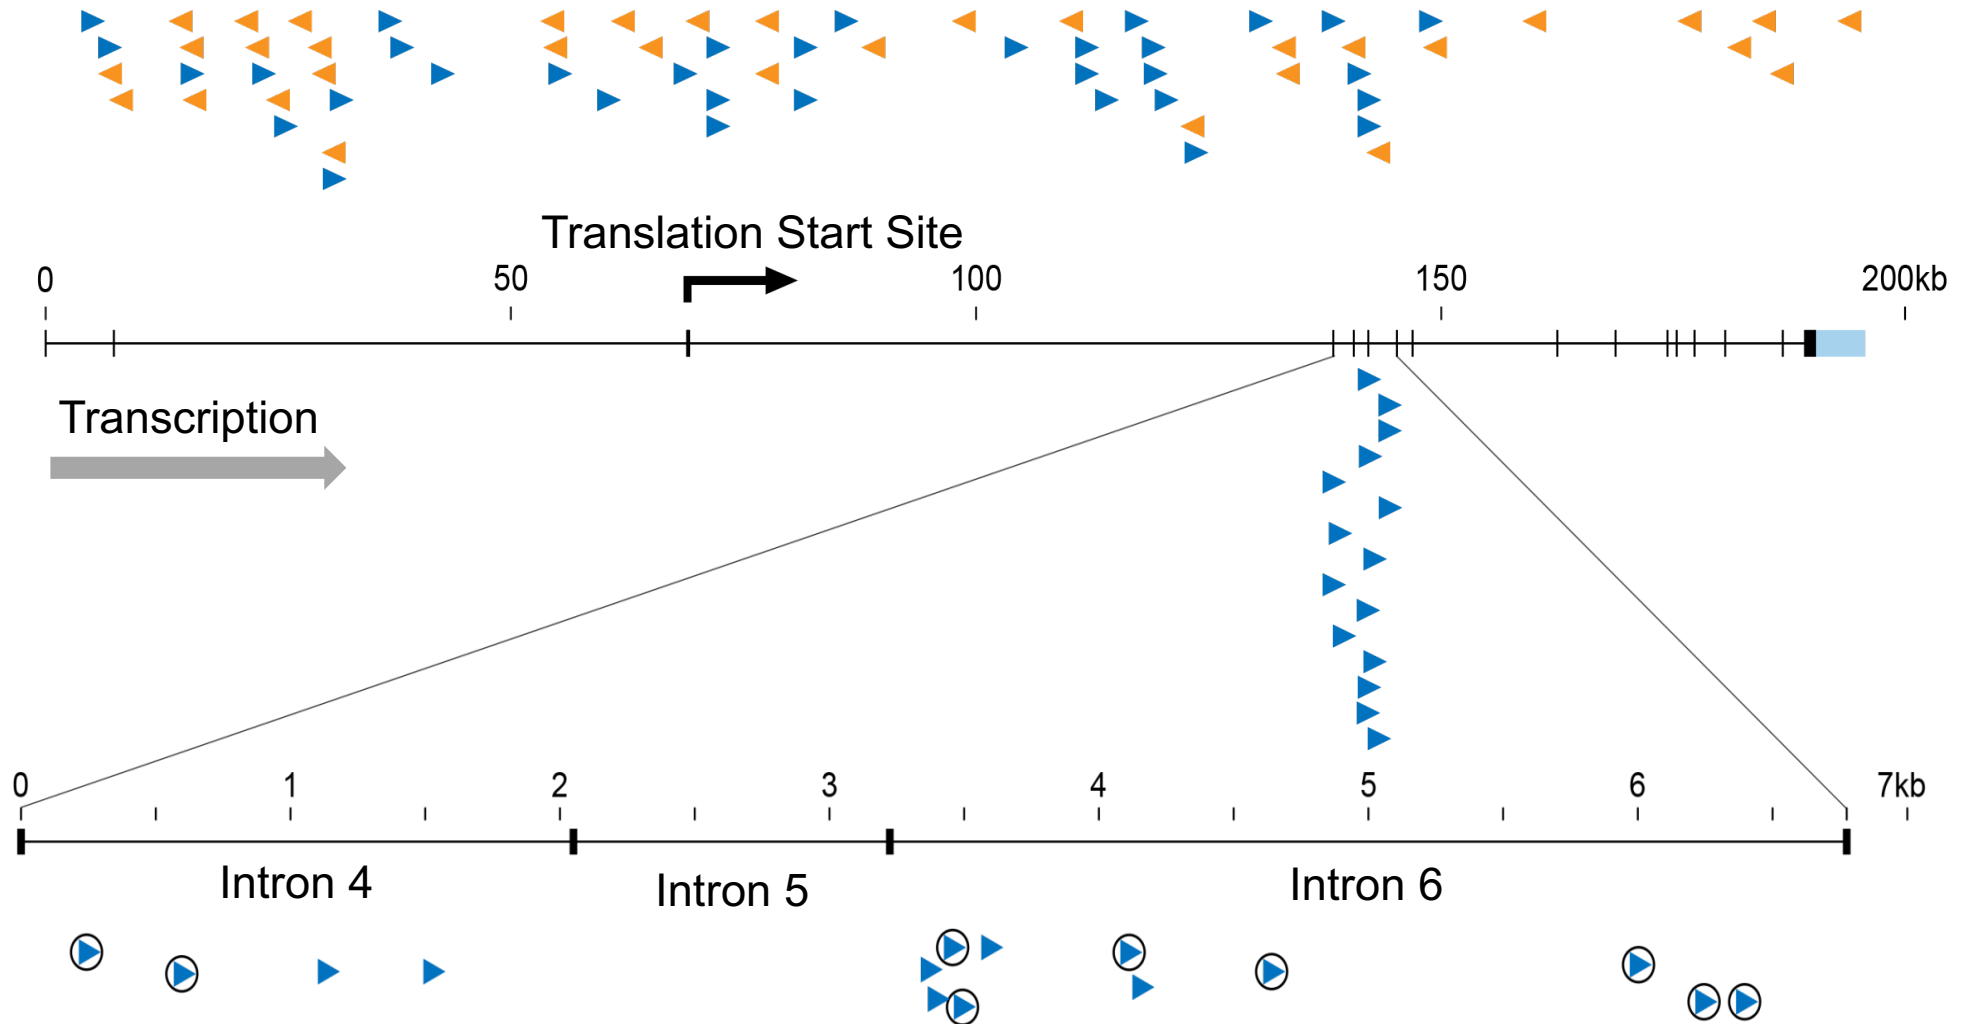 Translation Start Site
0 50 100 150 200kb
Transcription
0 1 2 3 4 5 6 7kb
Intron 4 Intron 5 Intron 6